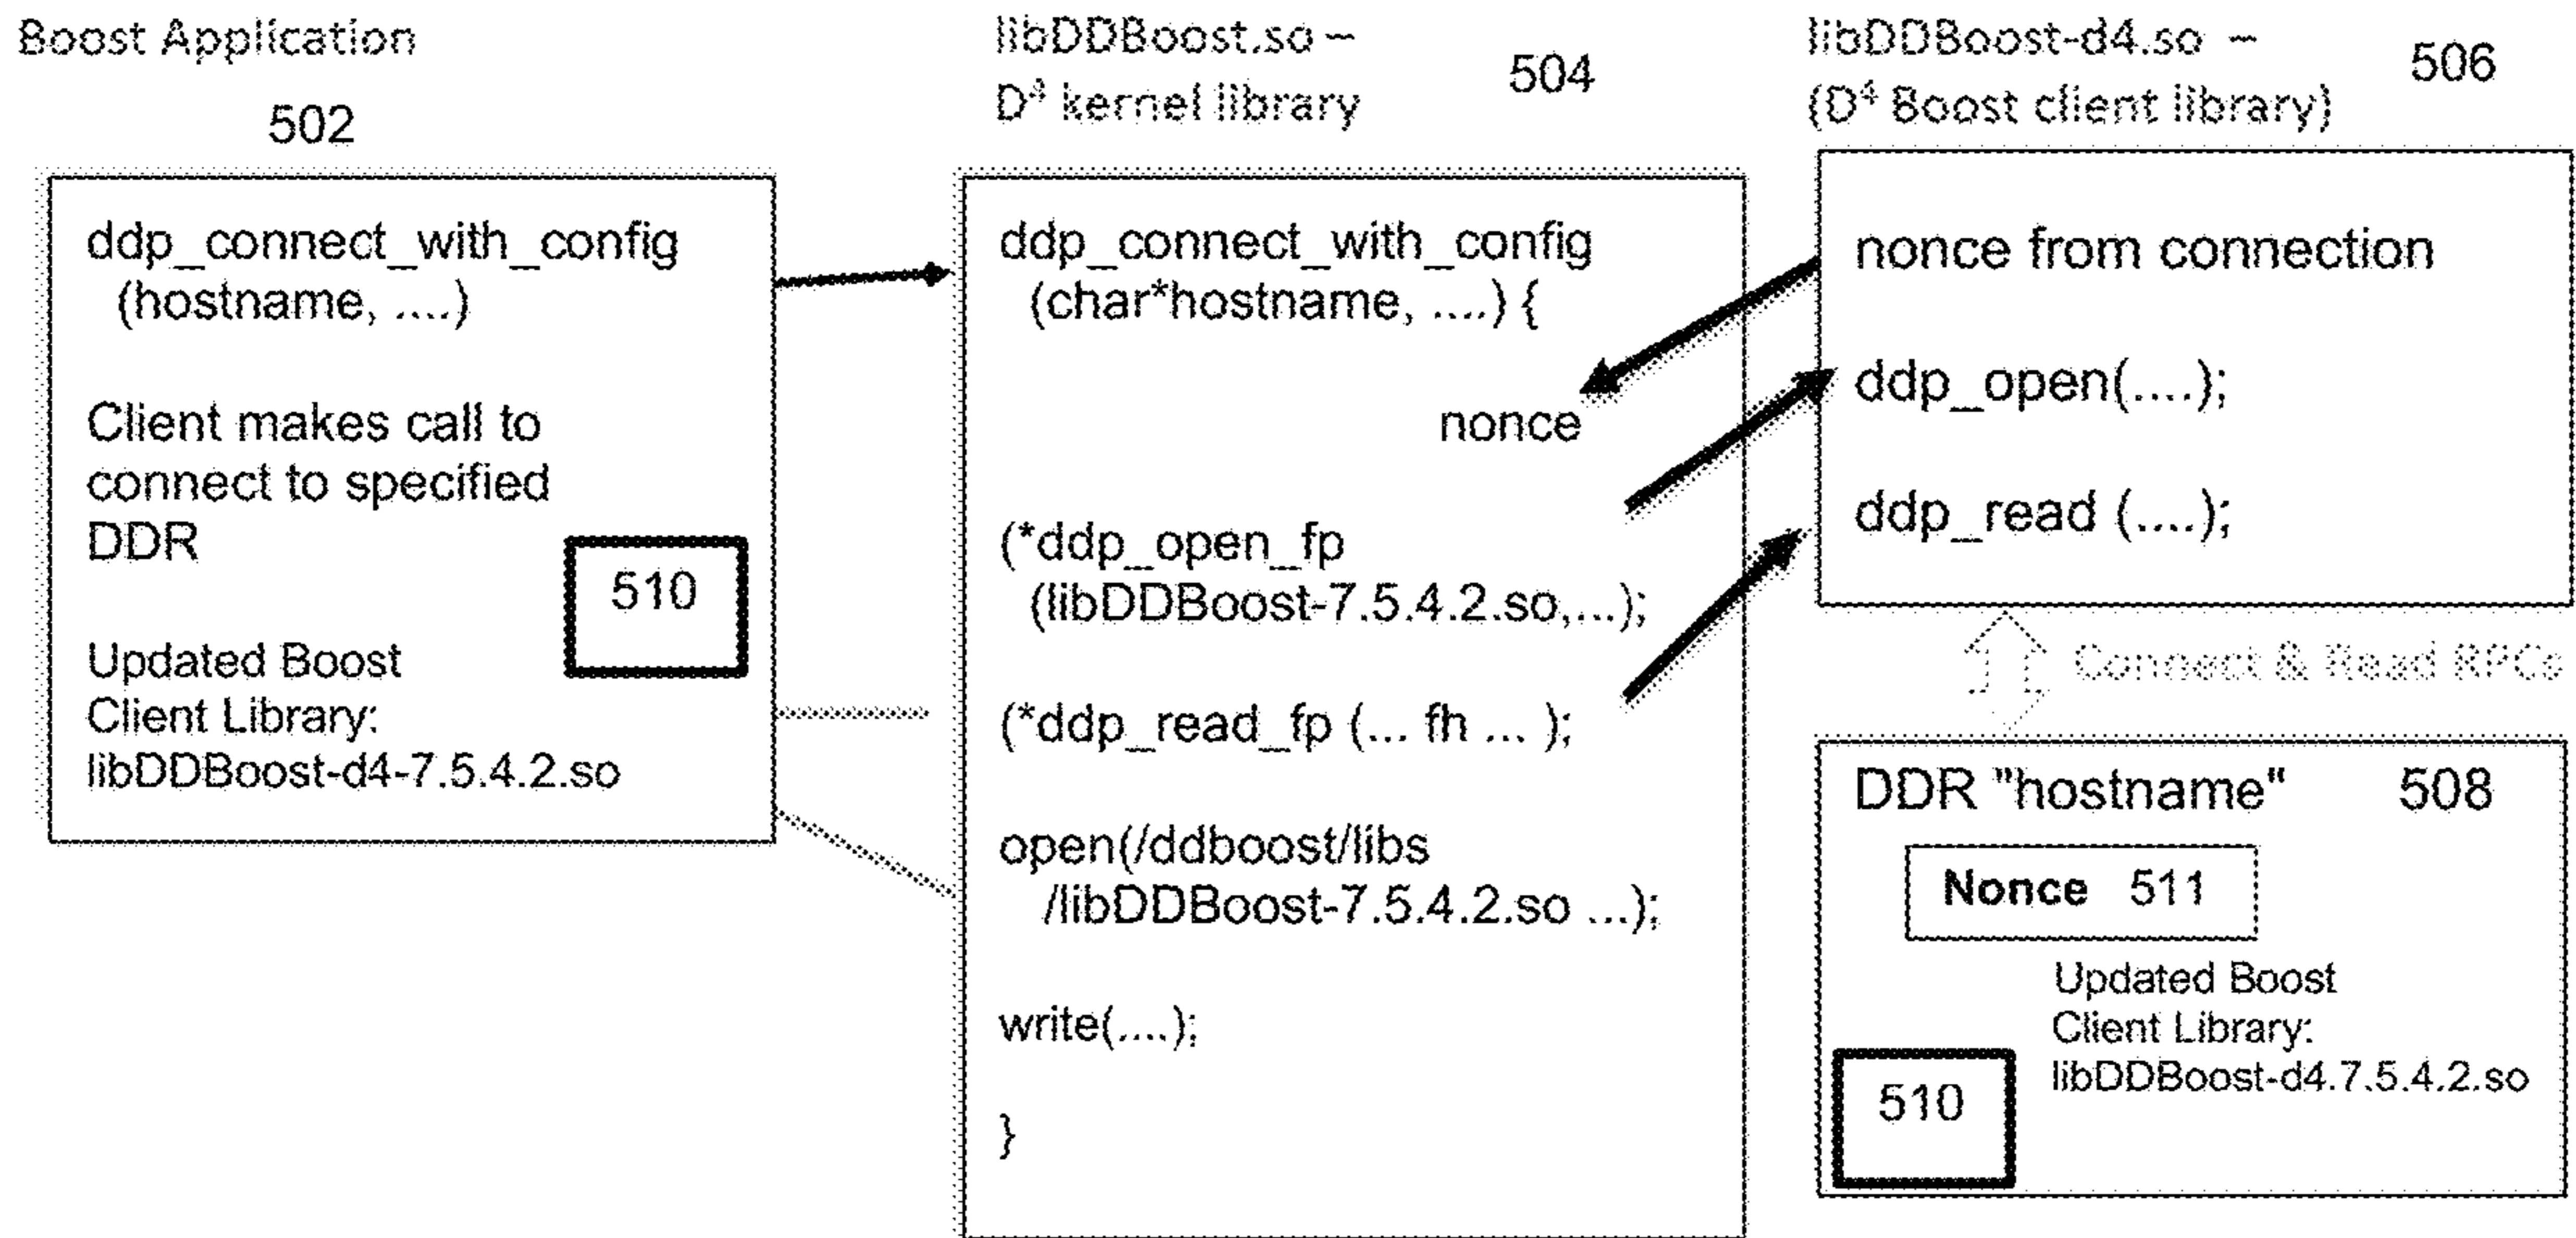 Boost Application
502
ddp_connect_with_config
(hostname, ....)
Client makes call to
connect to specified
DDR
510
Updated Boost
Client Library:
libDDBoost-d4-7.5.4.2.so
libDDBoost.so –
D⁴ kernel library
504
ddp_connect_with_config
(char*hostname, ....) {
nonce
(*ddp_open_fp
(libDDBoost-7.5.4.2.so,...);
(*ddp_read_fp (... fh ... );
open(/ddboost/libs
/libDDBoost-7.5.4.2.so ...);
write(....);
}
libDDBoost-d4.so –
(D⁴ Boost client library)
506
nonce from connection
ddp_open(....);
ddp_read (....);
Connect & Read RPCs
DDR "hostname"
508
Nonce 511
Updated Boost
Client Library:
libDDBoost-d4.7.5.4.2.so
510